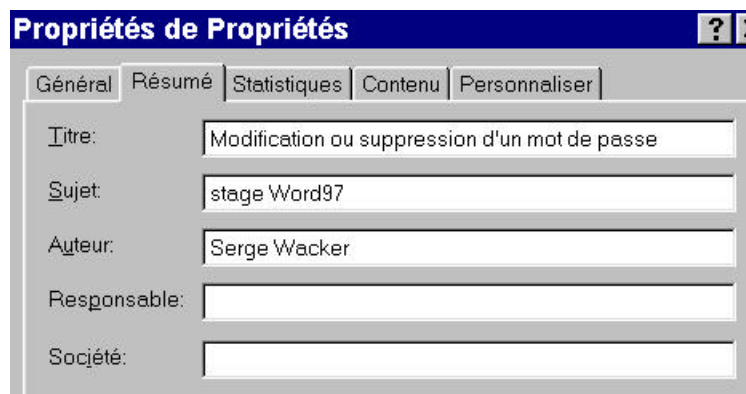 Propriétés de Propriétés ?
Général Résumé Statistiques Contenu Personnaliser
Titre: Modification ou suppression d'un mot de passe
Sujet: stage Word97
Auteur: Serge Wacker
Responsable:
Société: